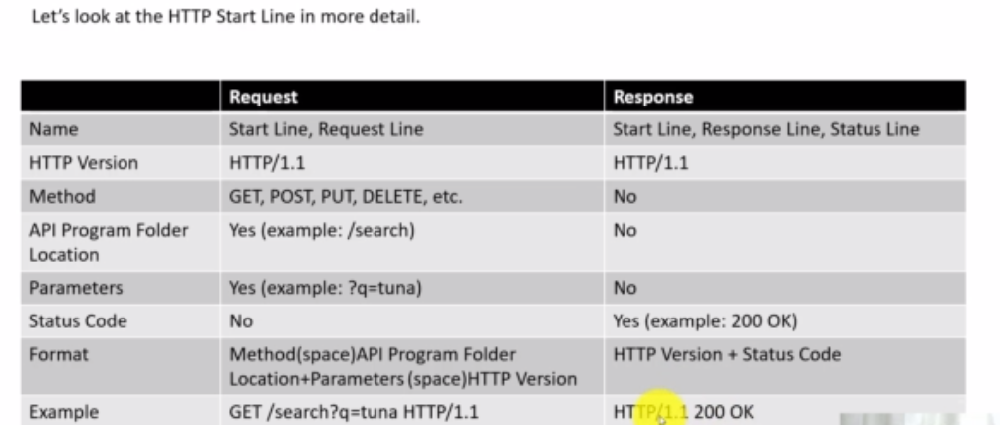 Let's look at the HTTP Start Line in more detail.
Request Response
Name Start Line, Request Line Start Line, Response Line, Status Line
HTTP Version HTTP/1.1 HTTP/1.1
Method GET, POST, PUT, DELETE, etc. No
API Program Folder Yes (example: /search) No
Location
Parameters Yes (example: ?q=tuna) No
Status Code No Yes (example: 200 OK)
Format Method(space)API Program Folder HTTP Version + Status Code
Location+Parameters (space)HTTP Version
Example GET /search?q=tuna HTTP/1.1 HTTP/1.1 200 OK